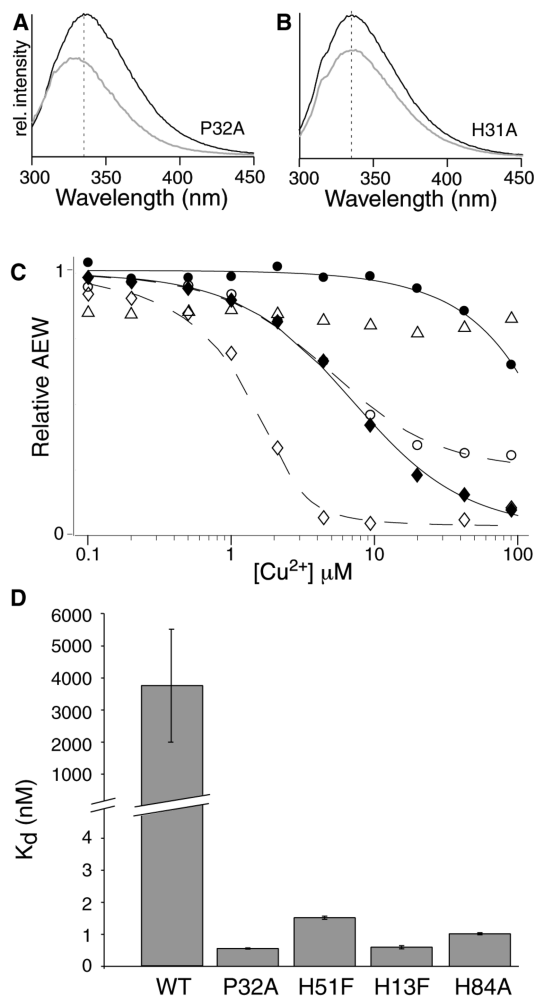 A
B
rel. intensity
P32A
H31A
300 350 400 450
300 350 400 450
Wavelength (nm)
Wavelength (nm)
C
1
0
Relative AEW
0.1 1 10 100
[Cu2+] μM
D
6000
5000
4000
3000
2000
1000
4
3
2
1
0
Kd (nM)
WT P32A H51F H13F H84A